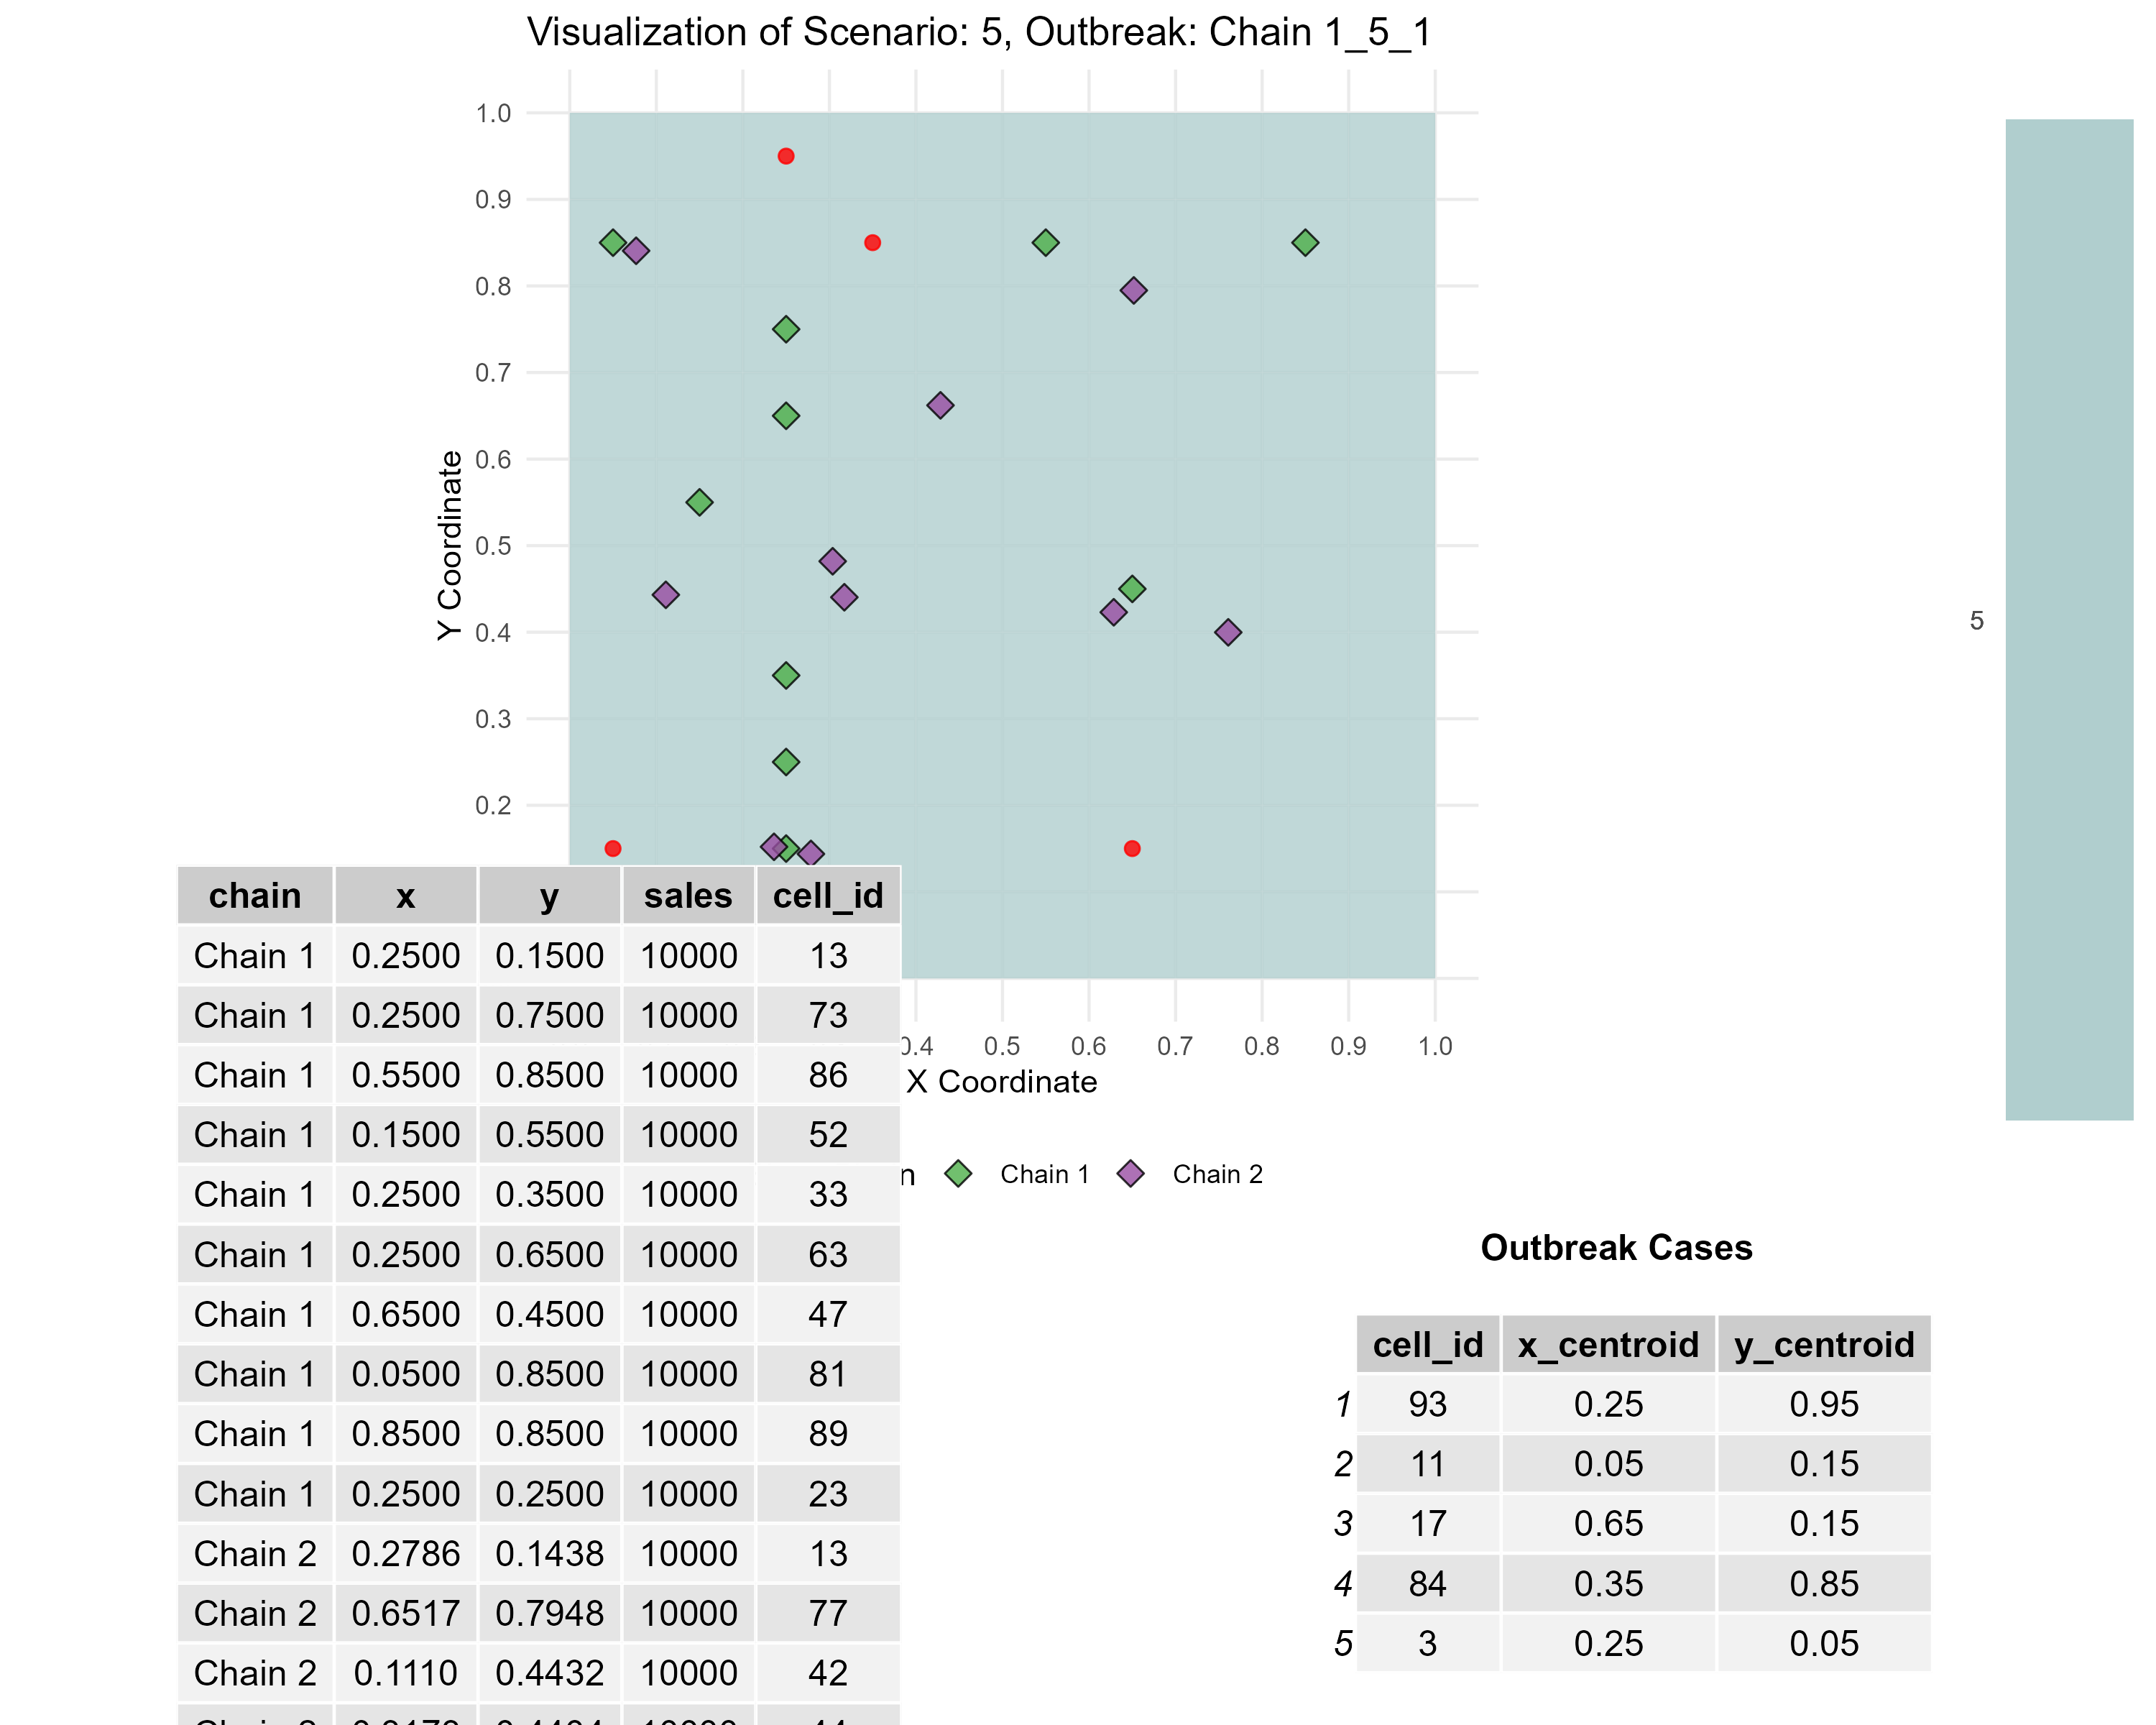 Visualization of Scenario: 5, Outbreak: Chain 1_5_1
1.0
0.9
0.8
0.7
0.6
0.5
0.4
0.3
0.2
Y Coordinate
5
chain x y sales cell_id
Chain 1 0.2500 0.1500 10000 13
Chain 1 0.2500 0.7500 10000 73
Chain 1 0.5500 0.8500 10000 86
Chain 1 0.1500 0.5500 10000 52
Chain 1 0.2500 0.3500 10000 33
Chain 1 0.2500 0.6500 10000 63
Chain 1 0.6500 0.4500 10000 47
Chain 1 0.0500 0.8500 10000 81
Chain 1 0.8500 0.8500 10000 89
Chain 1 0.2500 0.2500 10000 23
Chain 2 0.2786 0.1438 10000 13
Chain 2 0.6517 0.7948 10000 77
Chain 2 0.1110 0.4432 10000 42
0.4 0.5 0.6 0.7 0.8 0.9 1.0
X Coordinate
n Chain 1 Chain 2
Outbreak Cases
cell_id x_centroid y_centroid
1 93 0.25 0.95
2 11 0.05 0.15
3 17 0.65 0.15
4 84 0.35 0.85
5 3 0.25 0.05